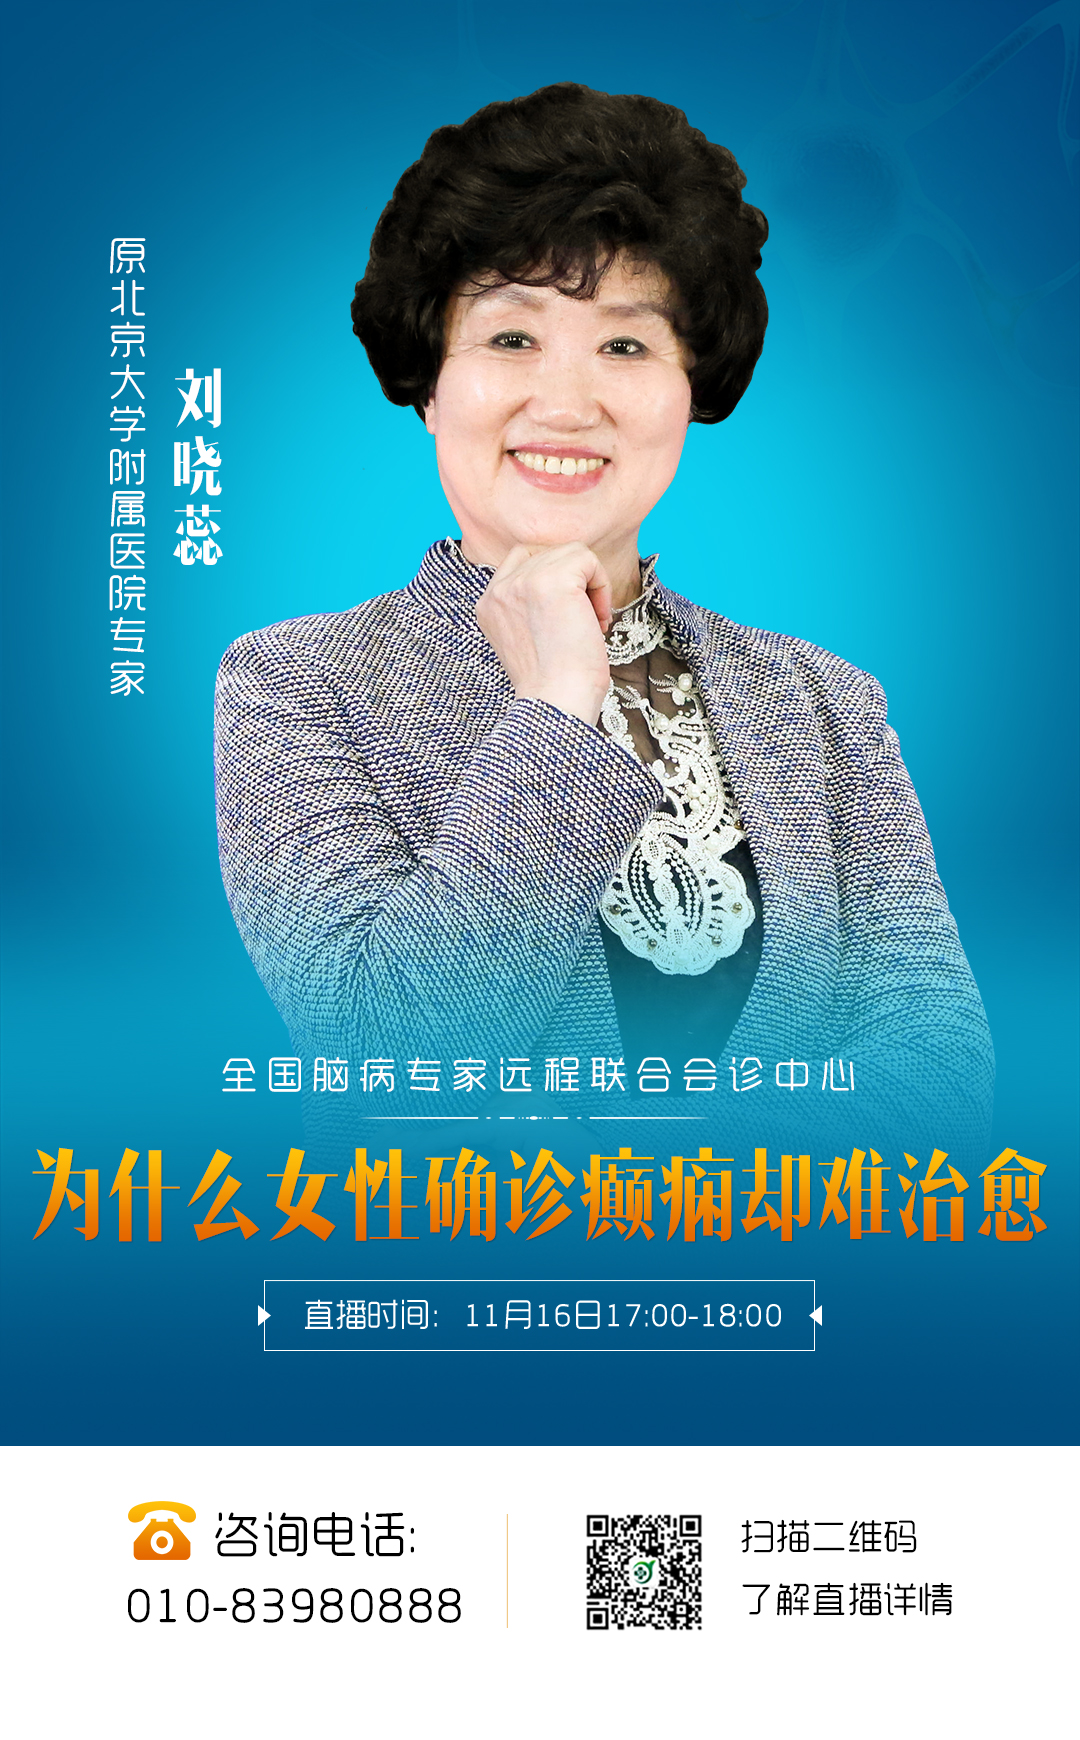 原北京大学附属医院专家
刘晓蕊
全国脑病专家远程联合会诊中心
为什么女性确诊癫痫却难治愈
直播时间：11月16日17:00-18:00
咨询电话:
010-83980888
扫描二维码
了解直播详情